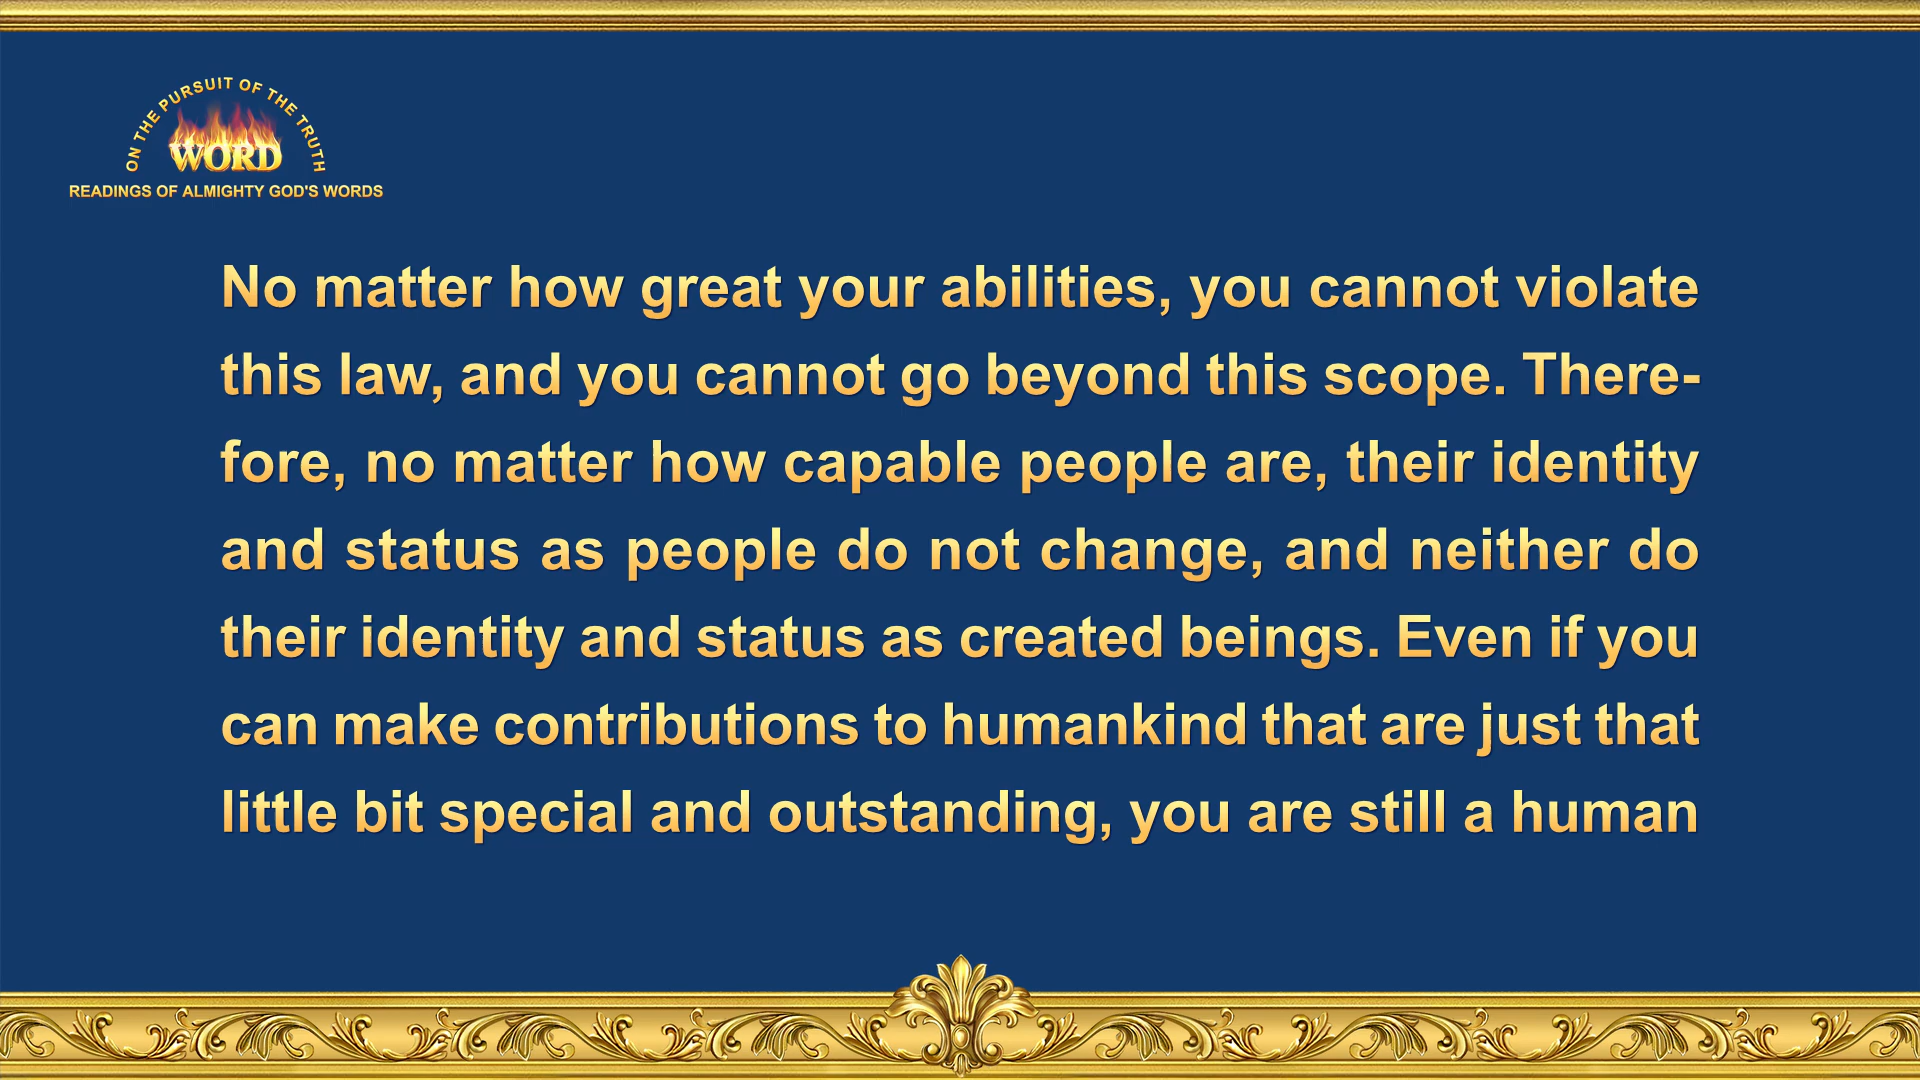 ON THE PURSUIT OF THE TRUTH
WORD
READINGS OF ALMIGHTY GOD'S WORDS
No matter how great your abilities, you cannot violate
this law, and you cannot go beyond this scope. There-
fore, no matter how capable people are, their identity
and status as people do not change, and neither do
their identity and status as created beings. Even if you
can make contributions to humankind that are just that
little bit special and outstanding, you are still a human